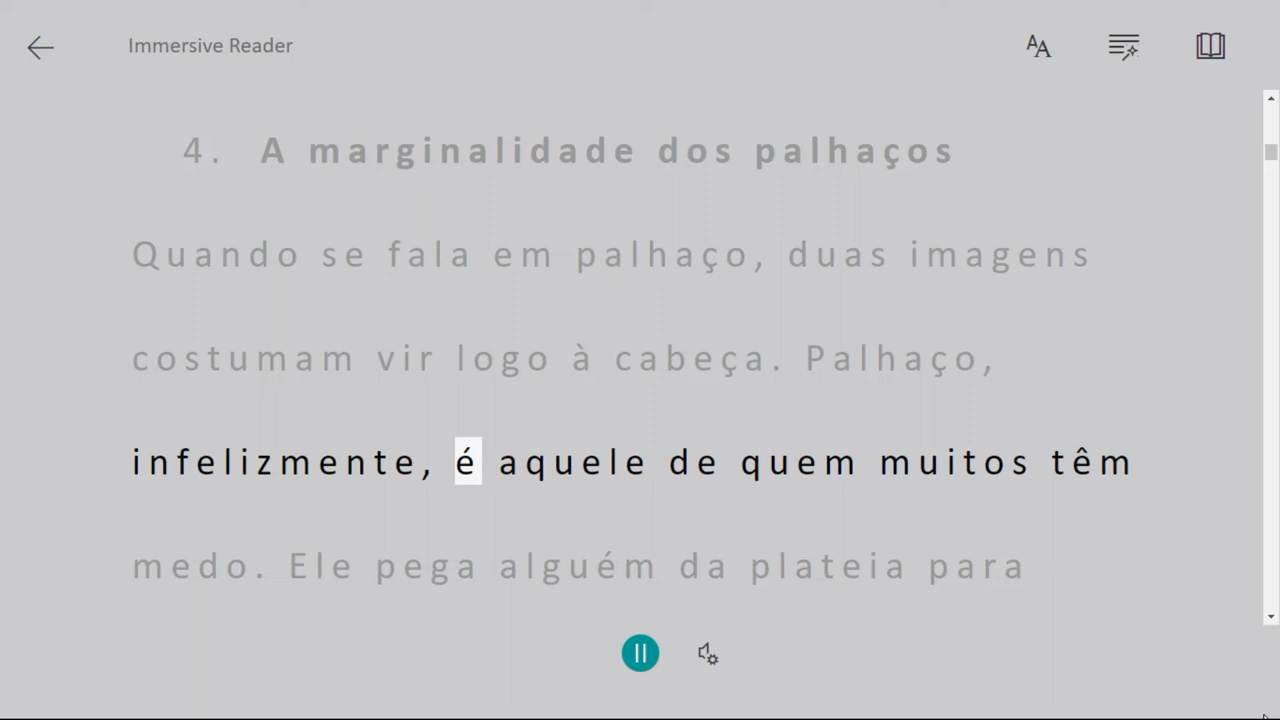 Immersive Reader
4. A marginalidade dos palhaços
Quando se fala em palhaço, duas imagens
costumam vir logo à cabeça. Palhaço,
infelizmente, é aquele de quem muitos têm
medo. Ele pega alguém da plateia para